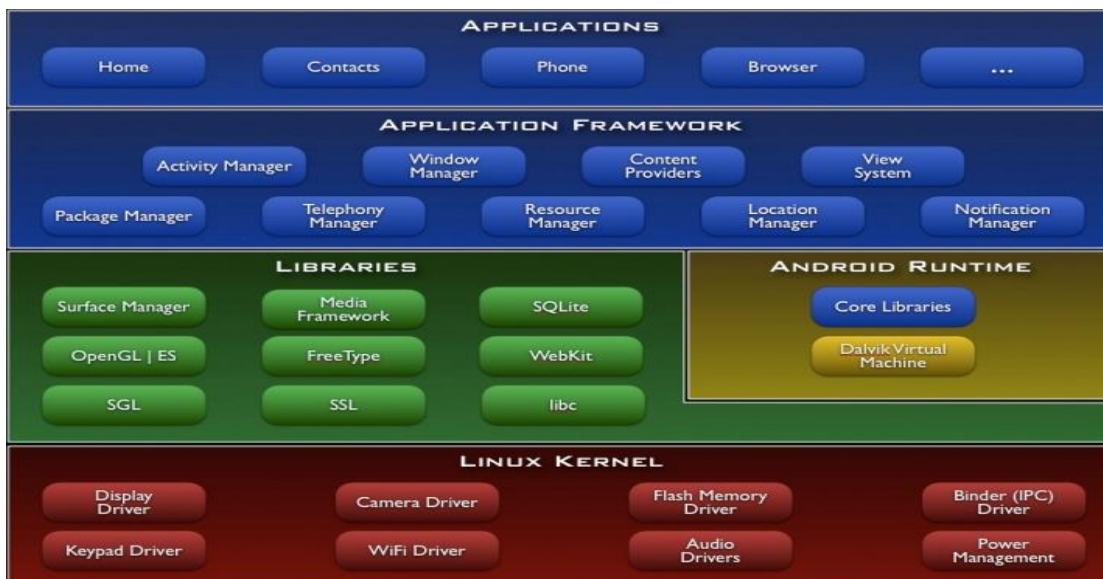 APPLICATIONS
Home
Contacts
Phone
Browser
...
APPLICATION FRAMEWORK
Activity Manager
Window
Manager
Content
Providers
View
System
Package Manager
Telephony
Manager
Resource
Manager
Location
Manager
Notification
Manager
LIBRARIES
Surface Manager
Media
Framework
SQLite
OpenGL | ES
FreeType
WebKit
SGL
SSL
libc
ANDROID RUNTIME
Core Libraries
Dalvik Virtual
Machine
LINUX KERNEL
Display
Driver
Camera Driver
Flash Memory
Driver
Binder (IPC)
Driver
Keypad Driver
WiFi Driver
Audio
Drivers
Power
Management